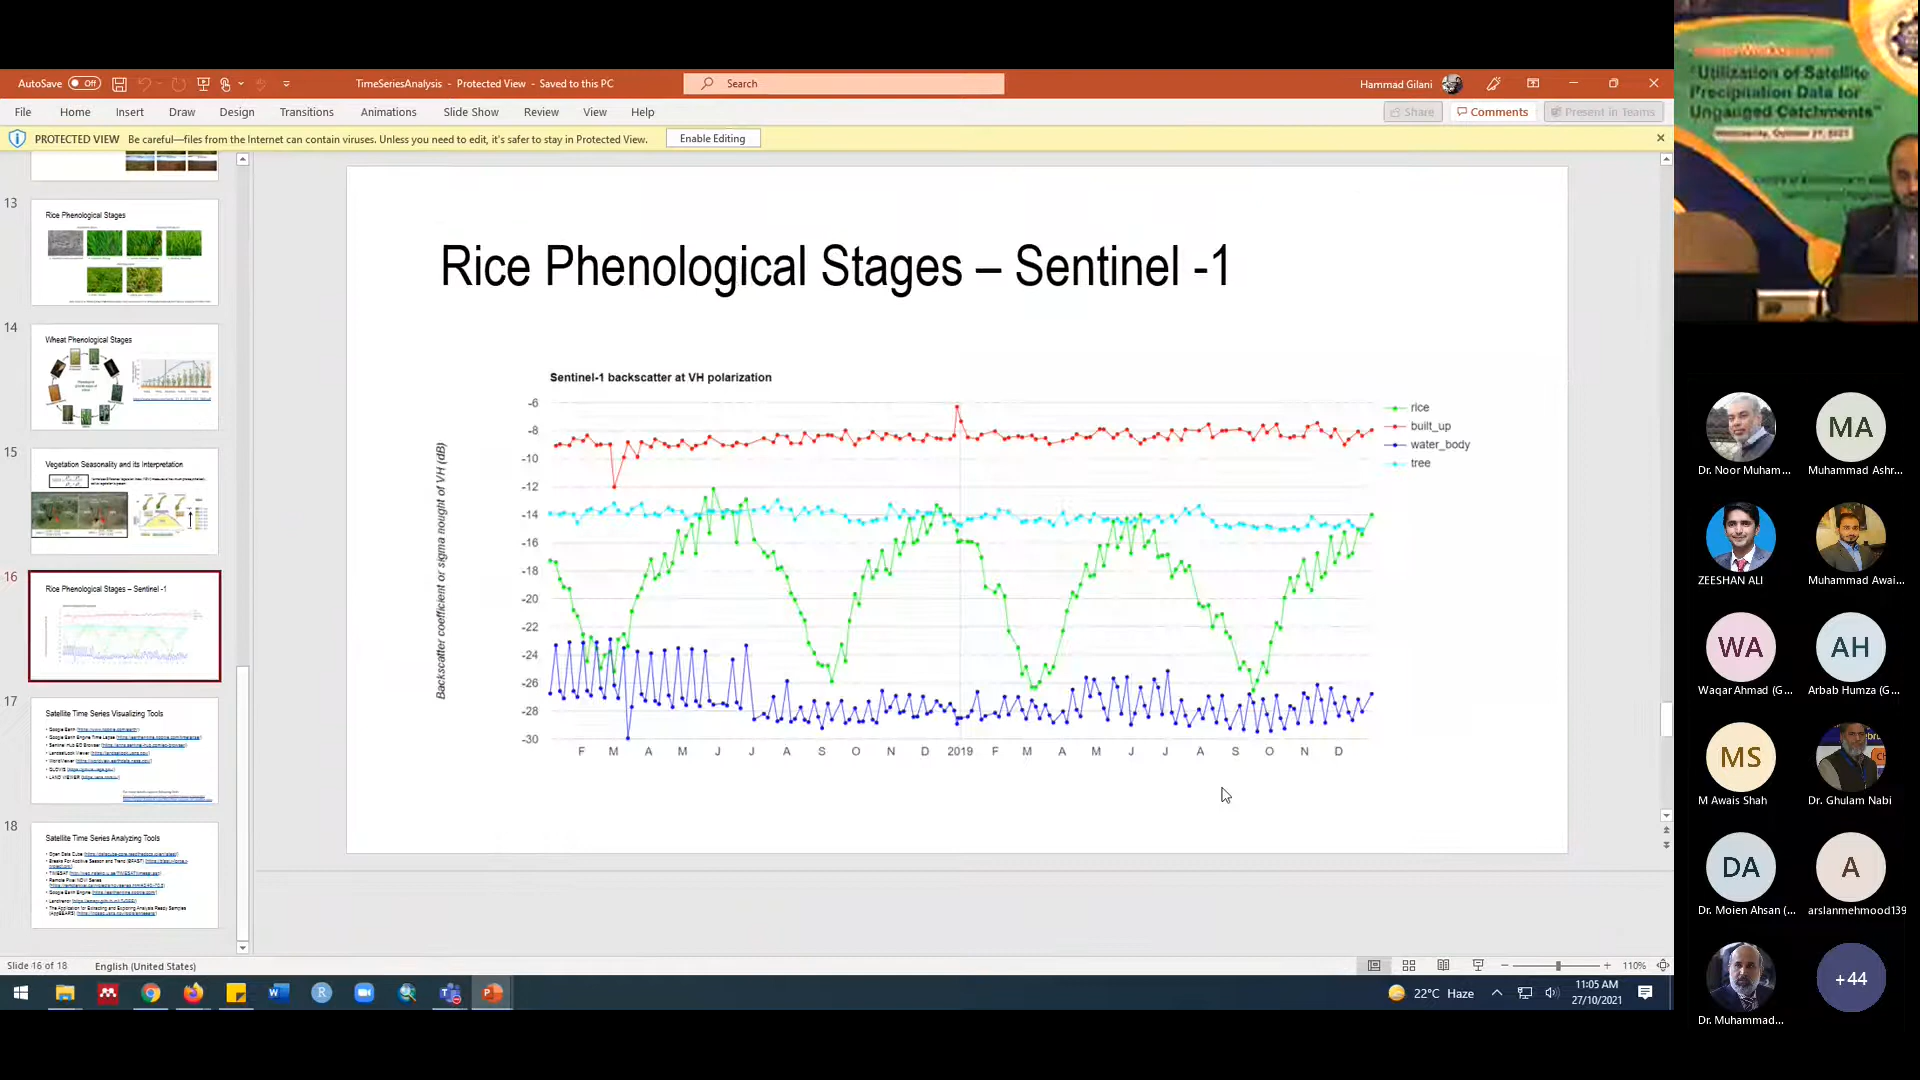 AutoSave Off
TimeSeriesAnalysis - Protected View - Saved to this PC
Search
Hammad Gilani
File Home Insert Draw Design Transitions Animations Slide Show Review View Help
Share Comments Present in Teams
PROTECTED VIEW Be careful—files from the Internet can contain viruses. Unless you need to edit, it's safer to stay in Protected View. Enable Editing
13
Rice Phenological Stages
14
Wheat Phenological Stages
15
Vegetation Seasonality and its Interpretation
16
Rice Phenological Stages – Sentinel -1
17
Satellite Time Series Visualizing Tools
18
Satellite Time Series Analyzing Tools
Rice Phenological Stages – Sentinel -1
Sentinel-1 backscatter at VH polarization
Backscatter coefficient or sigma nought of VH (dB)
-6
-8
-10
-12
-14
-16
-18
-20
-22
-24
-26
-28
-30
F M A M J J A S O N D 2019 F M A M J J A S O N D
rice
built_up
water_body
tree
Slide 16 of 18 English (United States)
110%
22°C Haze
11:05 AM
27/10/2021
"Utilization of Satellite
Precipitation Data for
Ungauged Catchments"
Dr. Noor Muham...
MA
Muhammad Ashr...
ZEESHAN ALI
Muhammad Awai...
WA
Waqar Ahmad (G...
AH
Arbab Humza (G...
MS
M Awais Shah
Dr. Ghulam Nabi
DA
Dr. Moien Ahsan (...
A
arslanmehmood139
Dr. Muhammad...
+44